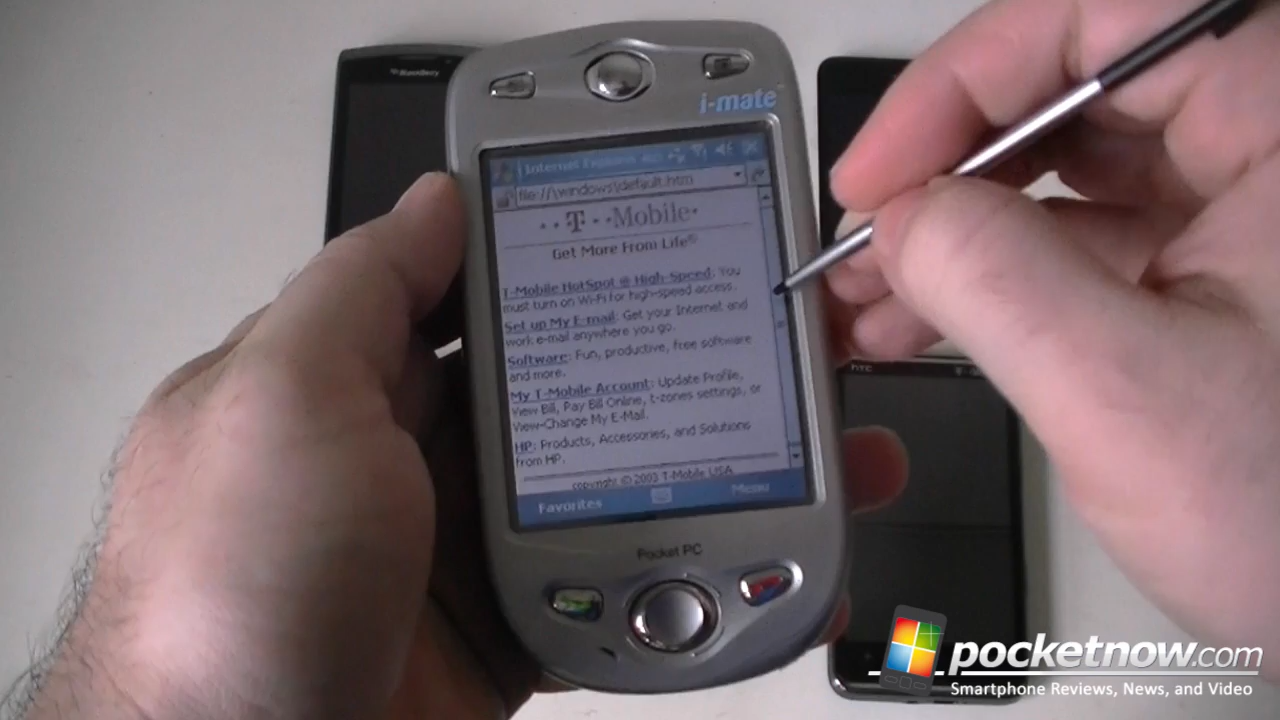 BlackBerry
i-mate
Internet Explorer
file://\windows\default.htm
T - - Mobile
Get More From Life®
T-Mobile HotSpot @ High-Speed: You
must turn on Wi-Fi for high-speed access.
Set up My E-mail: Get your Internet and
work e-mail anywhere you go.
Software: Fun, productive, free software
and more.
My T-Mobile Account: Update Profile,
View Bill, Pay Bill Online, t-zones settings, or
View-Change My E-Mail.
HP: Products, Accessories, and Solutions
from HP.
copyright © 2003 T-Mobile USA
Favorites
Menu
Pocket PC
hTC
pocketnow.com
Smartphone Reviews, News, and Video